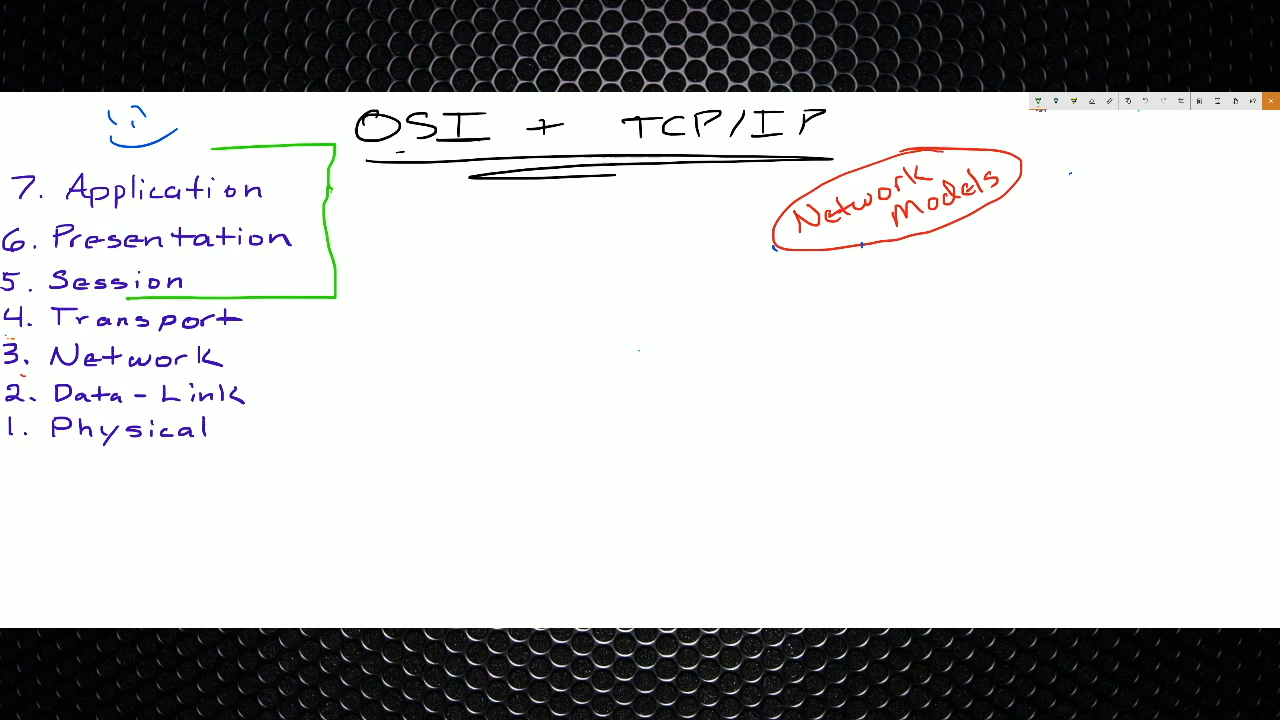 OSI + TCP/IP
Network
Models
7. Application
6. Presentation
5. Session
4. Transport
3. Network
2. Data-Link
1. Physical